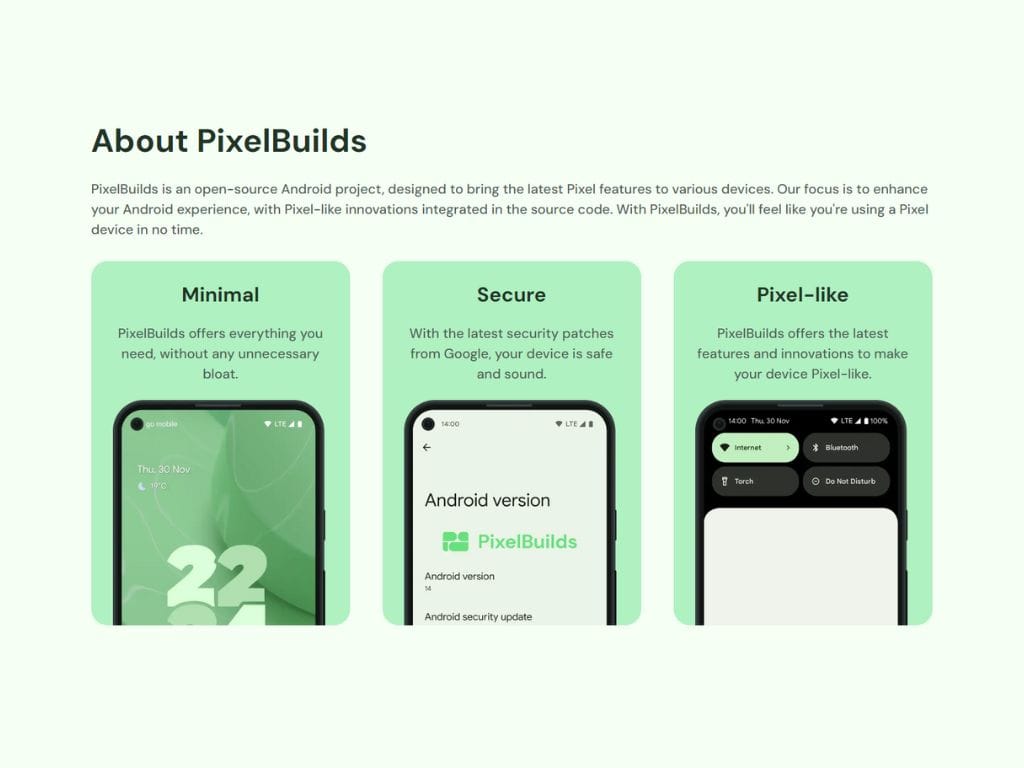 About PixelBuilds
PixelBuilds is an open-source Android project, designed to bring the latest Pixel features to various devices. Our focus is to enhance
your Android experience, with Pixel-like innovations integrated in the source code. With PixelBuilds, you'll feel like you're using a Pixel
device in no time.
Minimal
PixelBuilds offers everything you
need, without any unnecessary
bloat.
go mobile
LTE
Thu, 30 Nov
19°C
22
Secure
With the latest security patches
from Google, your device is safe
and sound.
14:00
LTE
Android version
PixelBuilds
Android version
14
Android security update
Pixel-like
PixelBuilds offers the latest
features and innovations to make
your device Pixel-like.
14:00 Thu, 30 Nov
LTE 100%
Internet
Bluetooth
Torch
Do Not Disturb